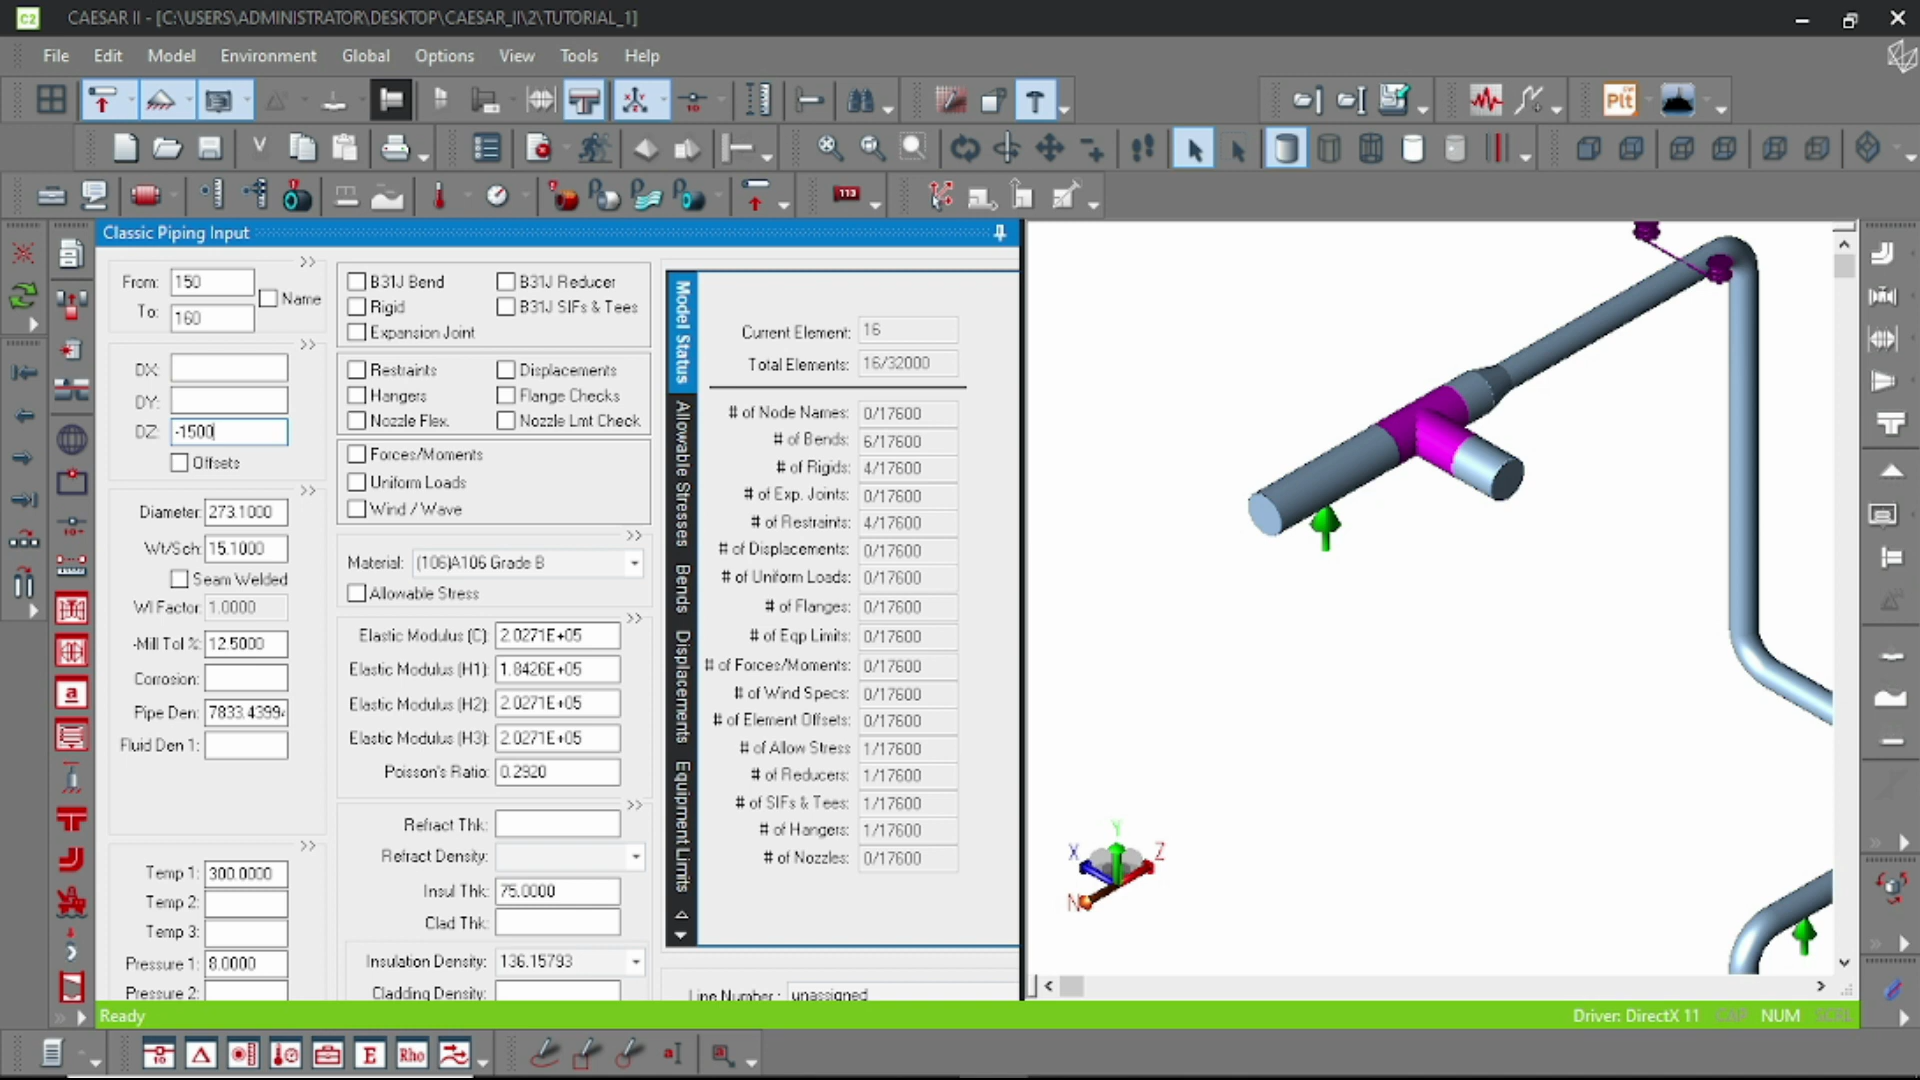 C2 CAESAR II - [C:\USERS\ADMINISTRATOR\DESKTOP\CAESAR_II\2\TUTORIAL_1]
File Edit Model Environment Global Options View Tools Help
Plt
113
Classic Piping Input
From: 150
To: 160
Name
DX:
DY:
DZ: -1500
Offsets
Diameter: 273.1000
Wt/Sch: 15.1000
Seam Welded
Wl Factor: 1.0000
-Mill Tol %: 12.5000
Corrosion:
Pipe Den: 7833.4399
Fluid Den 1:
Temp 1: 300.0000
Temp 2:
Temp 3:
Pressure 1: 8.0000
Pressure 2:
B31J Bend B31J Reducer
Rigid B31J SIFs & Tees
Expansion Joint
Restraints Displacements
Hangers Flange Checks
Nozzle Flex. Nozzle Lmt Check
Forces/Moments
Uniform Loads
Wind / Wave
Material: (106)A106 Grade B
Allowable Stress
Elastic Modulus (C): 2.0271E+05
Elastic Modulus (H1): 1.8426E+05
Elastic Modulus (H2): 2.0271E+05
Elastic Modulus (H3): 2.0271E+05
Poisson's Ratio: 0.2920
Refract Thk:
Refract Density:
Insul Thk: 75.0000
Clad Thk:
Insulation Density: 136.15793
Cladding Density:
Model Status
Allowable Stresses
Bends
Displacements
Equipment Limits
Current Element: 16
Total Elements: 16/32000
# of Node Names: 0/17600
# of Bends: 6/17600
# of Rigids: 4/17600
# of Exp. Joints: 0/17600
# of Restraints: 4/17600
# of Displacements: 0/17600
# of Uniform Loads: 0/17600
# of Flanges: 0/17600
# of Eqp Limits: 0/17600
# of Forces/Moments: 0/17600
# of Wind Specs: 0/17600
# of Element Offsets: 0/17600
# of Allow Stress 1/17600
# of Reducers: 1/17600
# of SIFs & Tees: 1/17600
# of Hangers: 1/17600
# of Nozzles: 0/17600
Line Number : unassigned
Y
X Z
N
Ready
Driver: DirectX 11 CAP NUM SCRL
E Rho
a